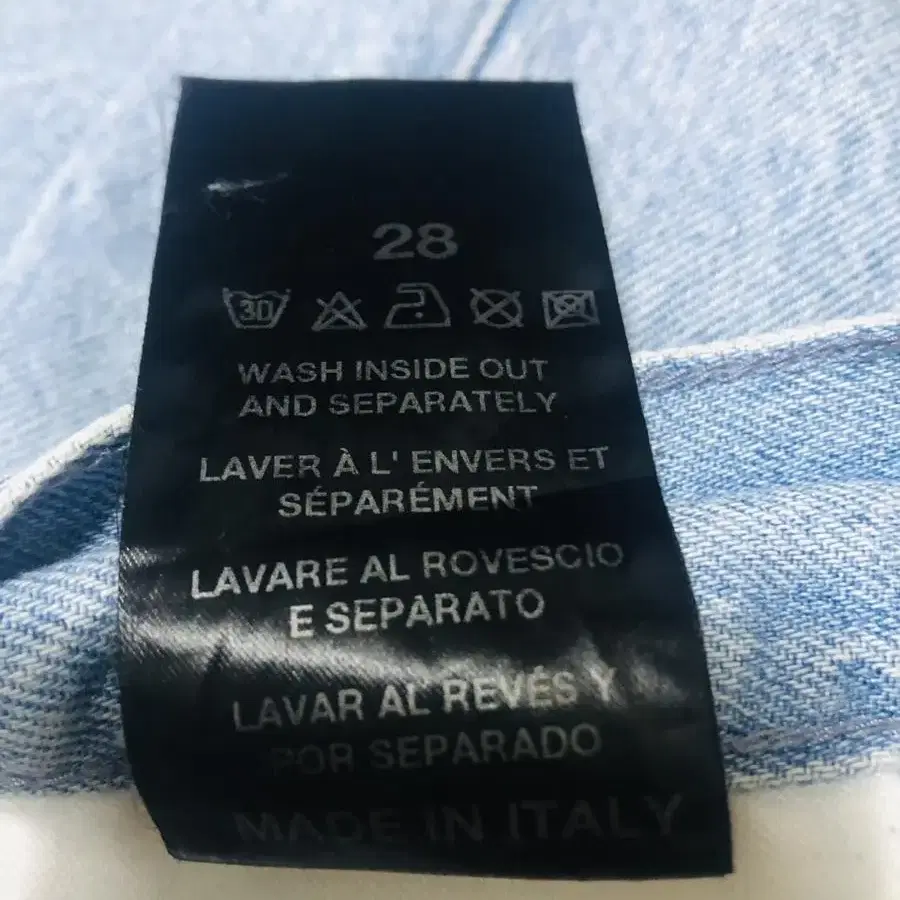 28
30
WASH INSIDE OUT
AND SEPARATELY
LAVER À L' ENVERS ET
SÉPARÉMENT
LAVARE AL ROVESCIO
E SEPARATO
LAVAR AL REVÉS Y
POR SEPARADO
MADE IN ITALY